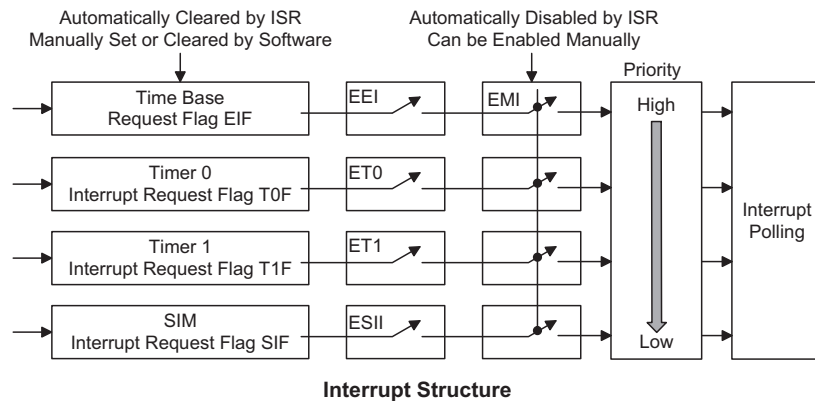 Automatically Cleared by ISR
Manually Set or Cleared by Software
Automatically Disabled by ISR
Can be Enabled Manually
Priority
Time Base
Request Flag EIF
EEI
EMI
High
Timer 0
Interrupt Request Flag T0F
ET0
Interrupt
Polling
Timer 1
Interrupt Request Flag T1F
ET1
SIM
Interrupt Request Flag SIF
ESII
Low
Interrupt Structure